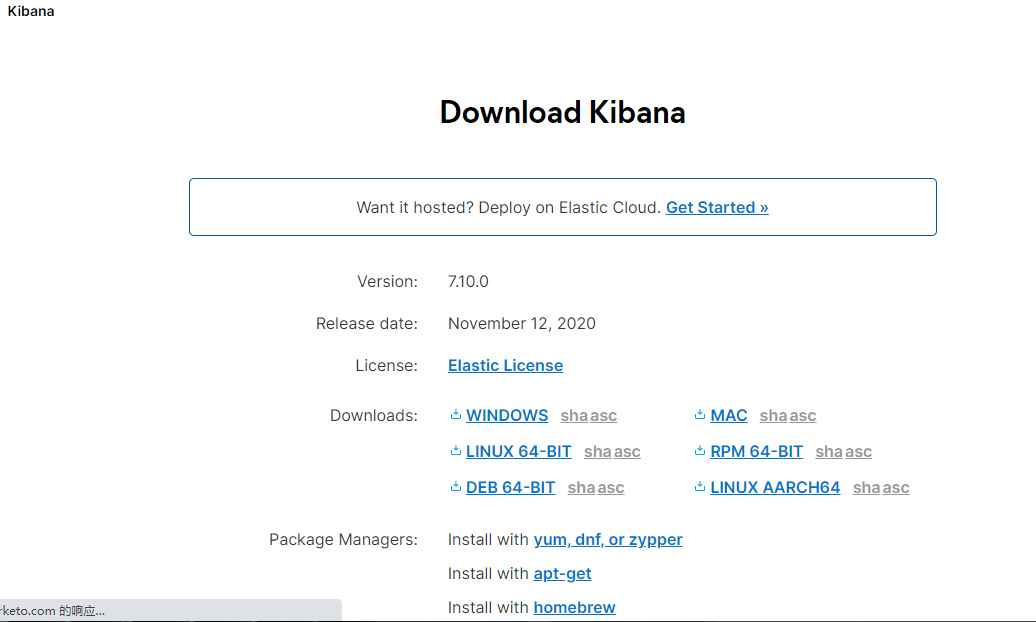 Kibana
Download Kibana
Want it hosted? Deploy on Elastic Cloud. Get Started »
Version: 7.10.0
Release date: November 12, 2020
License: Elastic License
Downloads: WINDOWS sha asc MAC sha asc
LINUX 64-BIT sha asc RPM 64-BIT sha asc
DEB 64-BIT sha asc LINUX AARCH64 sha asc
Package Managers: Install with yum, dnf, or zypper
Install with apt-get
Install with homebrew
rketo.com 的响应...